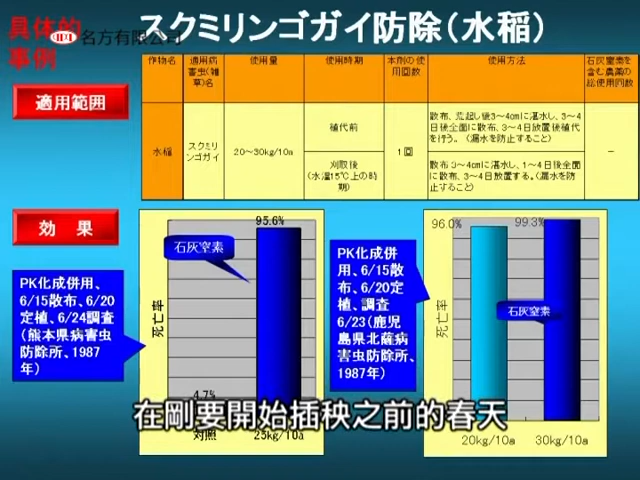 具体的
事例
名方有限公司
スクミリンゴガイ防除（水稲）
適用範囲
作物名
適用病
害虫（雑
草）名
使用量
使用時期
本剤の使
用回数
使用方法
石灰窒素を
含む農薬の
総使用回数
水稲
スクミリ
ンゴガイ
20～30kg/10a
植代前
1回
散布、荒起し後3～4cmに湛水し、3～4
日後全面に散布、3～4日放置後植代
を行う。（漏水を防止すること）
－
刈取後
（水温15℃上の時
期）
散布 3～4cmに湛水し、1～4日後全面
に散布、3～4日放置する。（漏水を防
止すること）
効　果
PK化成併用、
6/15散布、6/20
定植、6/24調査
（熊本県病害虫
防除所、1987
年）
死亡率
石灰窒素
95.6%
4.7%
対照
25kg/10a
PK化成併
用、6/15散
布、6/20定
植、調査
6/23（鹿児
島県北薩病
害虫防除所、
1987年）
死亡率
96.0%
99.3%
石灰窒素
20kg/10a
30kg/10a
在剛要開始插秧之前的春天